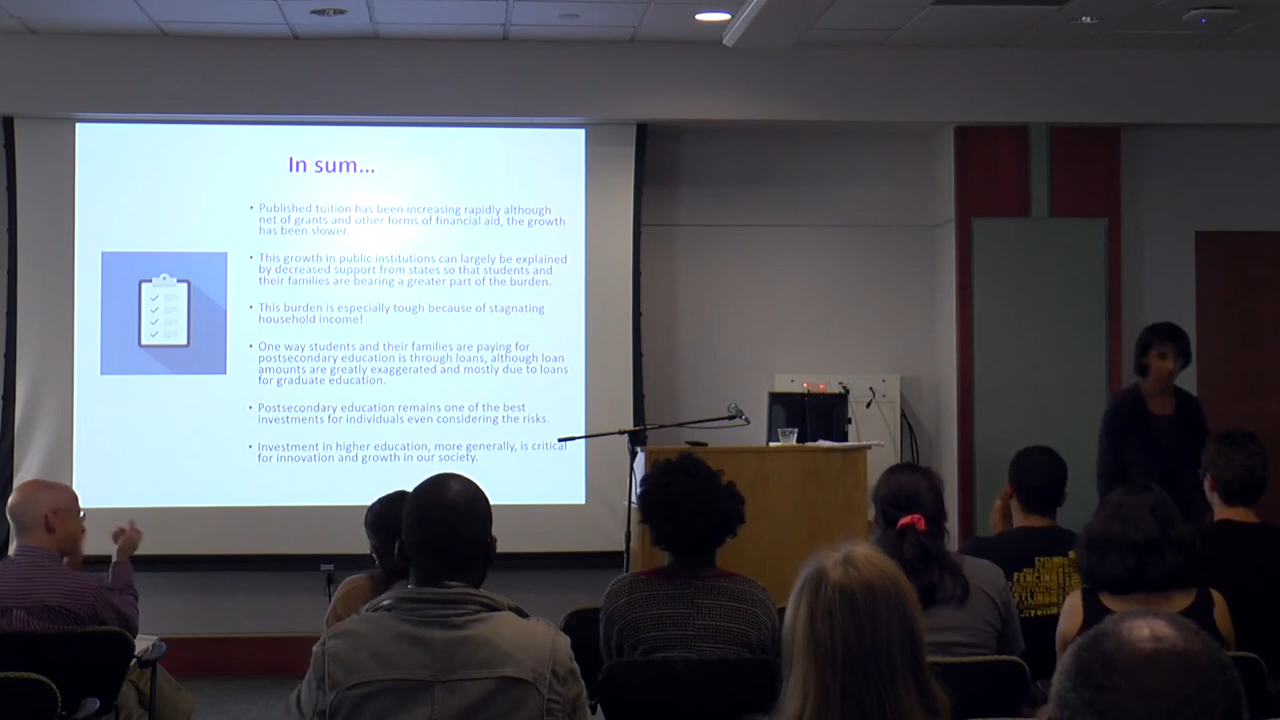 In sum...
• Published tuition has been increasing rapidly although
net of grants and other forms of financial aid, the growth
has been slower.
• This growth in public institutions can largely be explained
by decreased support from states so that students and
their families are bearing a greater part of the burden.
• This burden is especially tough because of stagnating
household income!
• One way students and their families are paying for
postsecondary education is through loans, although loan
amounts are greatly exaggerated and mostly due to loans
for graduate education.
• Postsecondary education remains one of the best
investments for individuals even considering the risks.
• Investment in higher education, more generally, is critical
for innovation and growth in our society.
FENCING